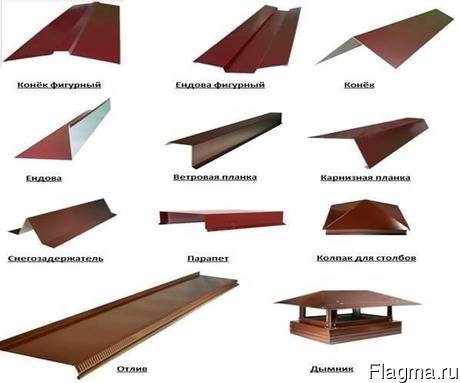 Конёк фигурный
Ендова фигурный
Конёк
Ендова
Ветровая планка
Карнизная планка
Снегозадержатель
Парапет
Колпак для столбов
Отлив
Дымник
Flagma.ru